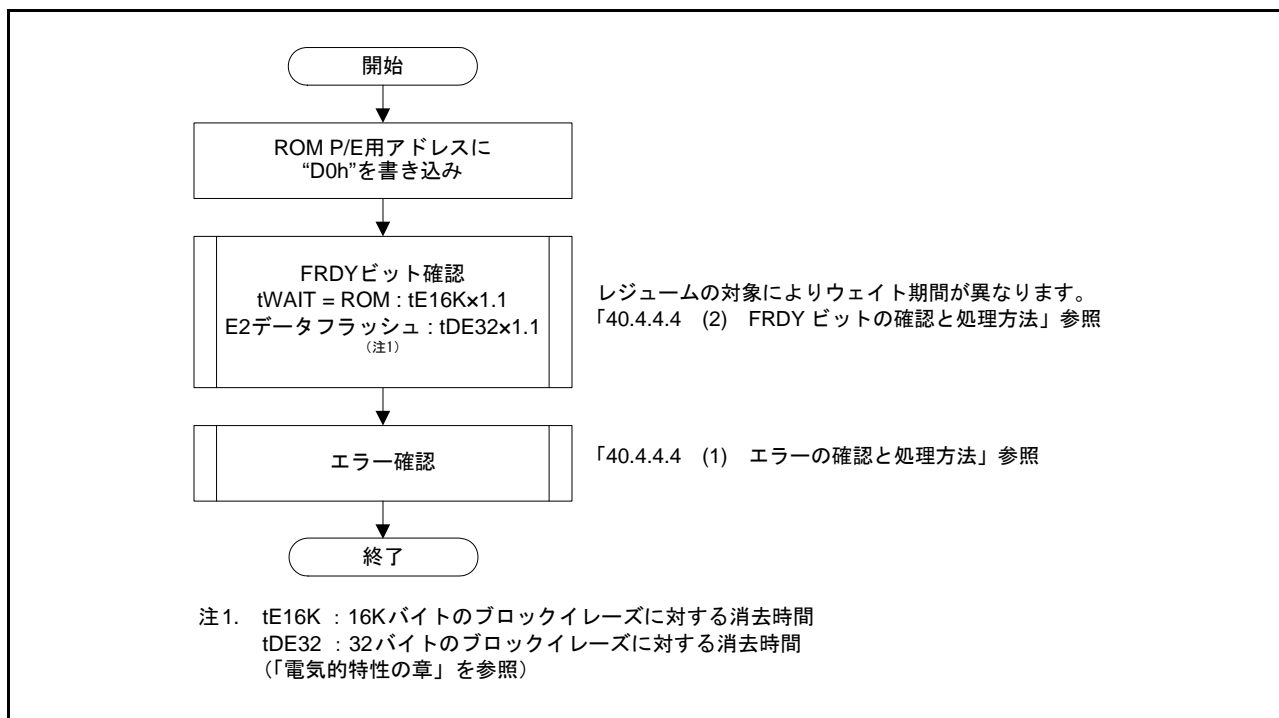 開始
ROM P/E用アドレスに
“D0h”を書き込み
FRDYビット確認
tWAIT = ROM : tE16K×1.1
E2データフラッシュ : tDE32×1.1
（注1）
レジュームの対象によりウェイト期間が異なります。
「40.4.4.4 (2) FRDY ビットの確認と処理方法」参照
エラー確認
「40.4.4.4 (1) エラーの確認と処理方法」参照
終了
注1. tE16K : 16Kバイトのブロックイレーズに対する消去時間
tDE32 : 32バイトのブロックイレーズに対する消去時間
（「電気的特性の章」を参照）